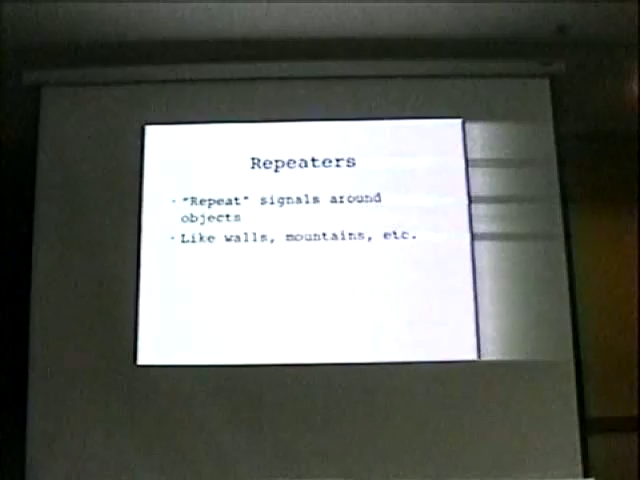 Repeaters
· "Repeat" signals around
objects
· Like walls, mountains, etc.